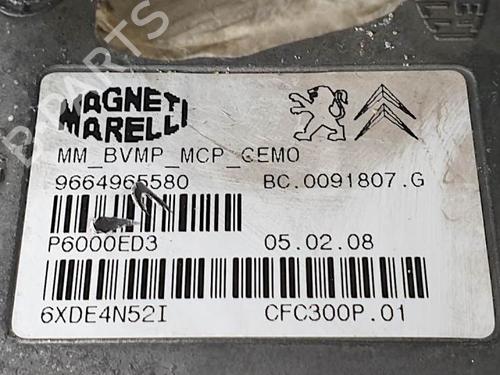 MAGNETI
MARELLI
MM_BVMP_MCP_CEMO
9664965580 BC.0091807.G
P6000ED3 05.02.08
6XDE4N52I CFC300P.01